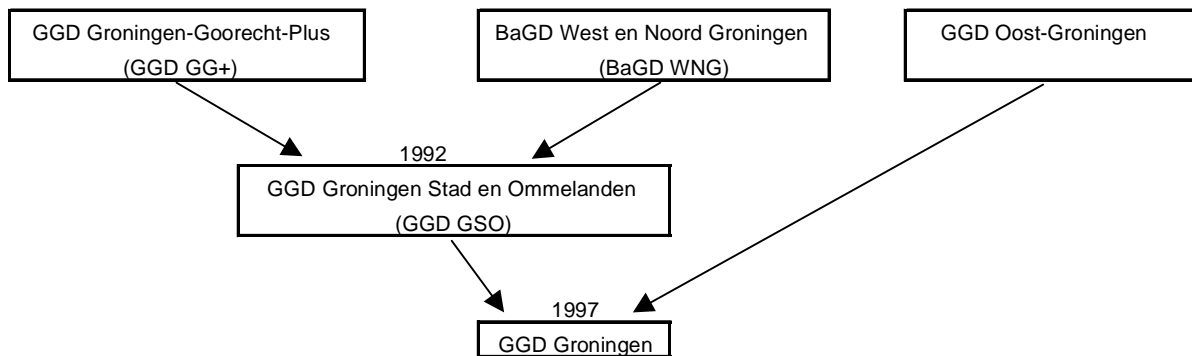 GGD Groningen-Goorecht-Plus
(GGD GG+)
BaGD West en Noord Groningen
(BaGD WNG)
GGD Oost-Groningen
1992
GGD Groningen Stad en Ommelanden
(GGD GSO)
1997
GGD Groningen